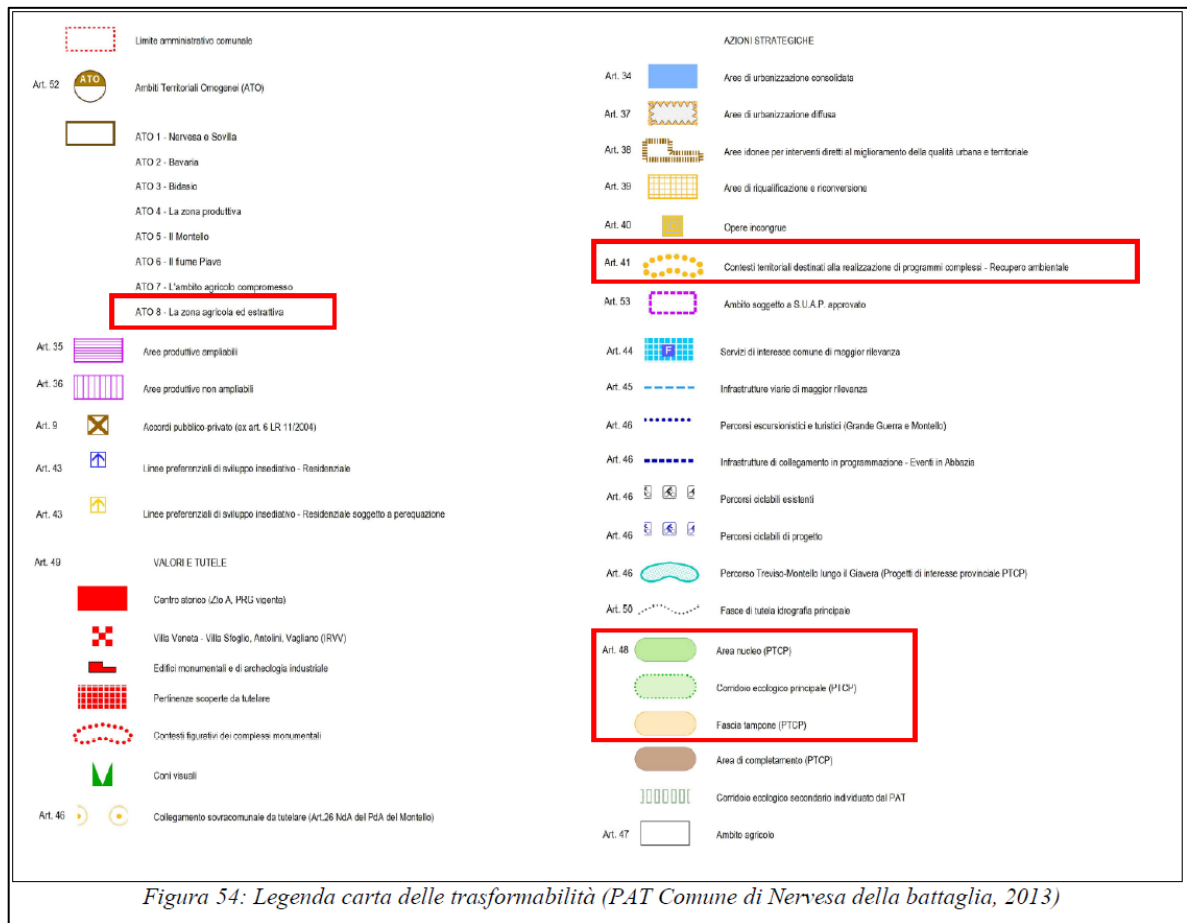 Limite amministrativo comunale
Art. 52 ATO Ambiti Territoriali Omogenei (ATO)
ATO 1 - Nervesa e Sovilla
ATO 2 - Bavaria
ATO 3 - Bidasio
ATO 4 - La zona produttiva
ATO 5 - Il Montello
ATO 6 - Il fiume Piave
ATO 7 - L'ambito agricolo compromesso
ATO 8 - La zona agricola ed estrattiva
Art. 35 Aree produttive ampliabili
Art. 36 Aree produttive non ampliabili
Art. 9 Accordi pubblico-privato (ex art. 6 LR 11/2004)
Art. 43 Linee preferenziali di sviluppo insediativo - Residenziale
Art. 43 Linee preferenziali di sviluppo insediativo - Residenziale soggetto a perequazione
Art. 49 VALORI E TUTELE
Centro storico (Zto A, PRG vigente)
Villa Veneta - Villa Sfoglio, Antolini, Vagliano (IRVV)
Edifici monumentali e di archeologia industriale
Pertinenze scoperte da tutelare
Contesti figurativi dei complessi monumentali
Coni visuali
Art. 46 Collegamento sovracomunale da tutelare (Art.26 NdA del PdA del Montello)
AZIONI STRATEGICHE
Art. 34 Aree di urbanizzazione consolidata
Art. 37 Aree di urbanizzazione diffusa
Art. 38 Aree idonee per interventi diretti al miglioramento della qualità urbana e territoriale
Art. 39 Aree di riqualificazione e riconversione
Art. 40 Opere incongrue
Art. 41 Contesti territoriali destinati alla realizzazione di programmi complessi - Recupero ambientale
Art. 53 Ambito soggetto a S.U.A.P. approvato
Art. 44 F Servizi di interesse comune di maggior rilevanza
Art. 45 Infrastrutture viarie di maggior rilevanza
Art. 46 Percorsi escursionistici e turistici (Grande Guerra e Montello)
Art. 46 Infrastrutture di collegamento in programmazione - Eventi in Abbazia
Art. 46 Percorsi ciclabili esistenti
Art. 46 Percorsi ciclabili di progetto
Art. 46 Percorso Treviso-Montello lungo il Giavera (Progetti di interesse provinciale PTCP)
Art. 50 Fasce di tutela idrografia principale
Art. 48 Area nucleo (PTCP)
Corridoio ecologico principale (PTCP)
Fascia tampone (PTCP)
Area di completamento (PTCP)
Corridoio ecologico secondario individuato dal PAT
Art. 47 Ambito agricolo
Figura 54: Legenda carta delle trasformabilità (PAT Comune di Nervesa della battaglia, 2013)